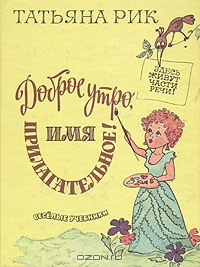 ТАТЬЯНА РИК
ЗДЕСЬ
ЖИВУТ
ЧАСТИ
РЕЧИ!
Доброе утро,
ИМЯ
ПРИЛАГАТЕЛЬНОЕ!
ВЕСЁЛЫЕ УЧЕБНИКИ
OZON.RU